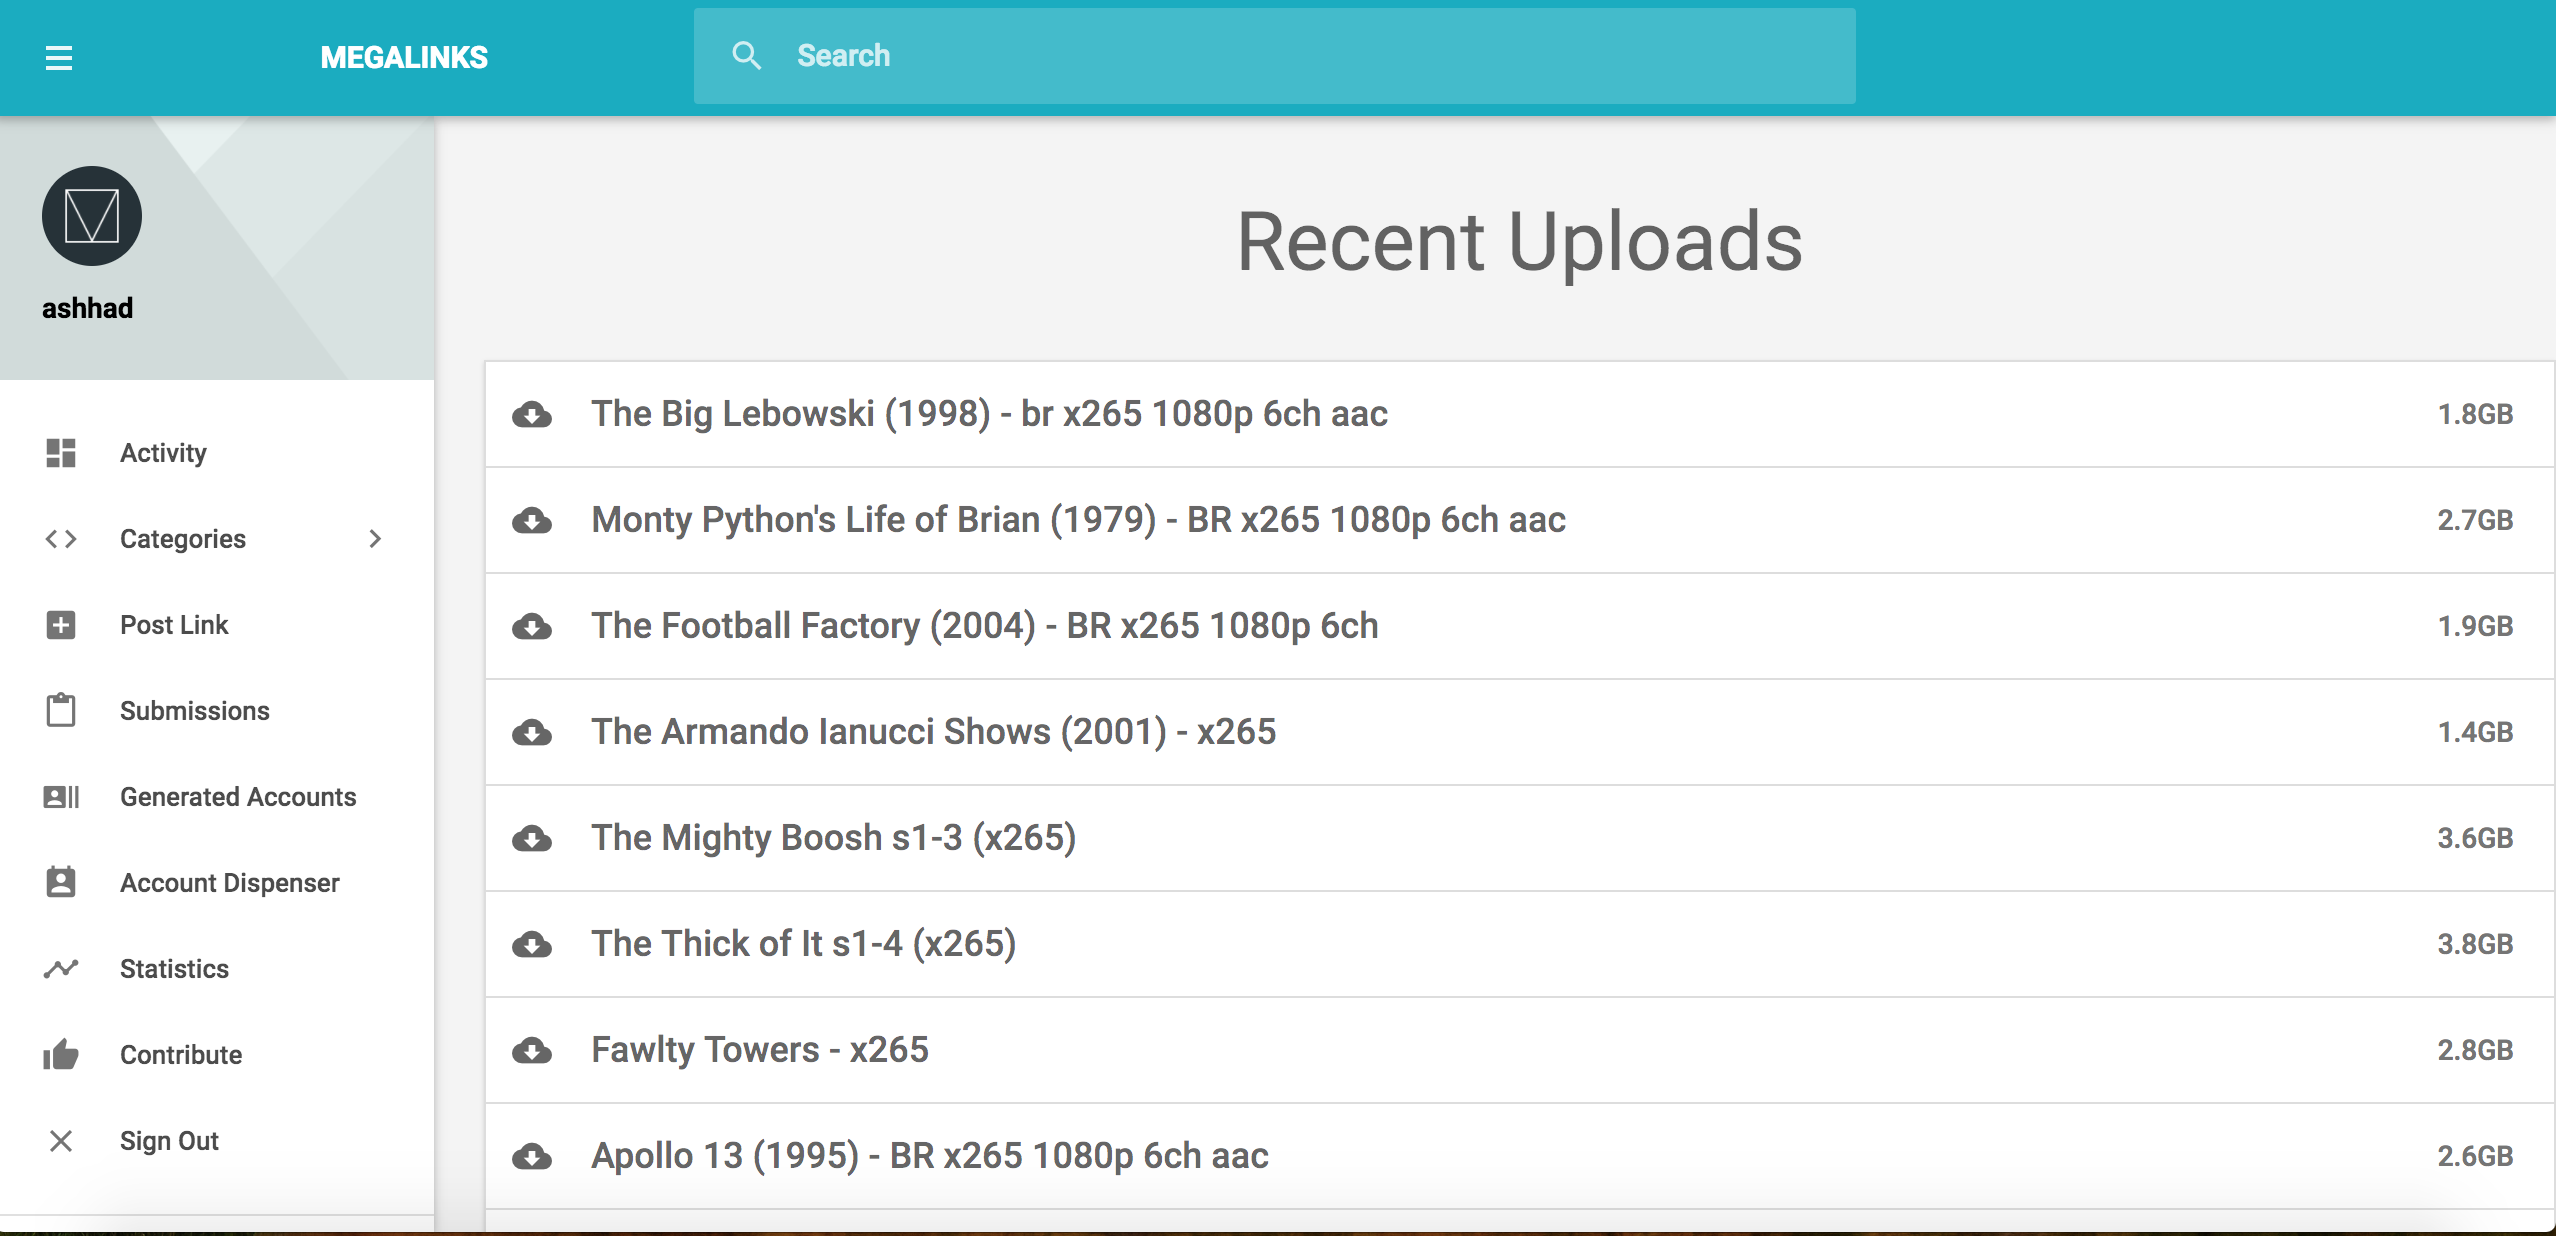 MEGALINKS
Search
ashhad
Activity
Categories
Post Link
Submissions
Generated Accounts
Account Dispenser
Statistics
Contribute
Sign Out
Recent Uploads
The Big Lebowski (1998) - br x265 1080p 6ch aac 1.8GB
Monty Python's Life of Brian (1979) - BR x265 1080p 6ch aac 2.7GB
The Football Factory (2004) - BR x265 1080p 6ch 1.9GB
The Armando Ianucci Shows (2001) - x265 1.4GB
The Mighty Boosh s1-3 (x265) 3.6GB
The Thick of It s1-4 (x265) 3.8GB
Fawlty Towers - x265 2.8GB
Apollo 13 (1995) - BR x265 1080p 6ch aac 2.6GB